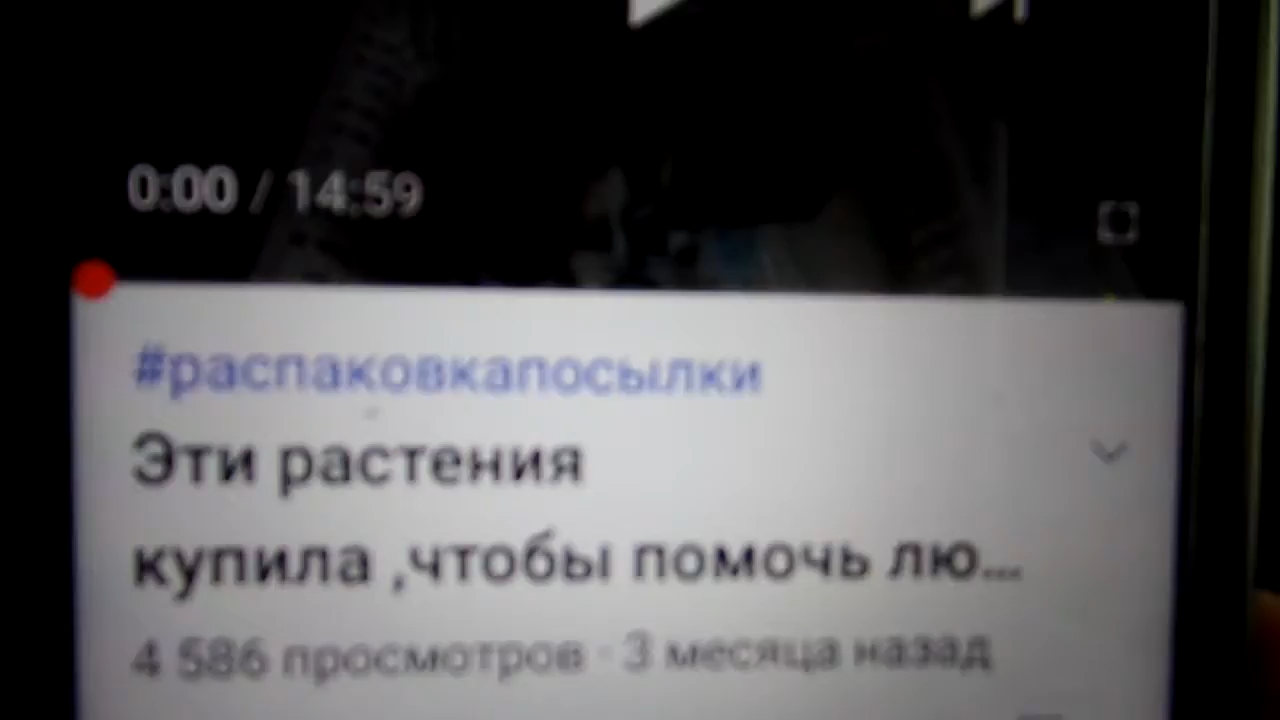 0:00 / 14:59
#распаковкапосылки
Эти растения
купила ,чтобы помочь лю...
4 586 просмотров · 3 месяца назад